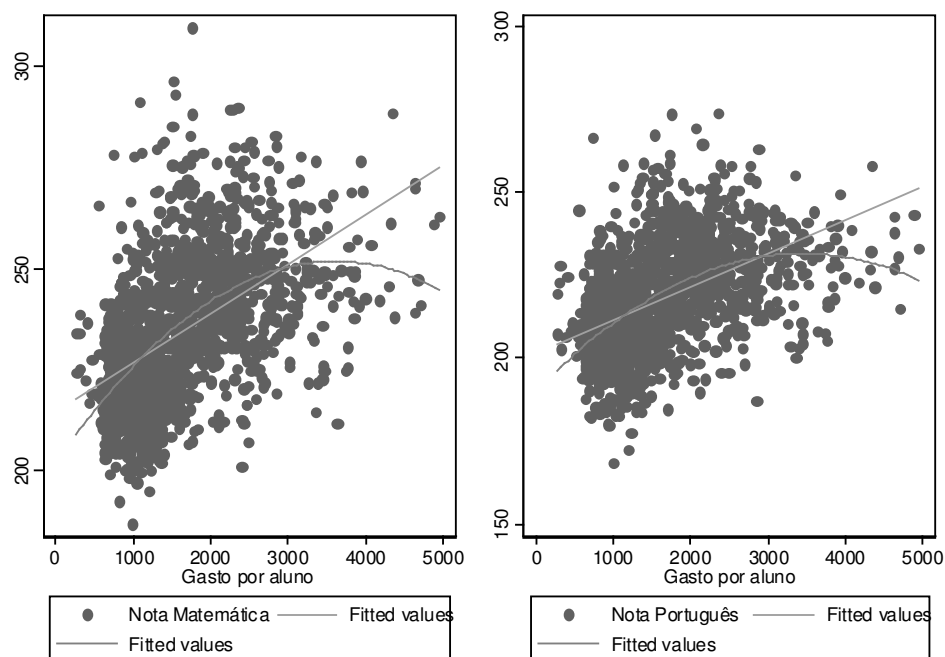 300
250
200
0 1000 2000 3000 4000 5000
Gasto por aluno
Nota Matemática Fitted values
Fitted values
300
250
200
150
0 1000 2000 3000 4000 5000
Gasto por aluno
Nota Português Fitted values
Fitted values